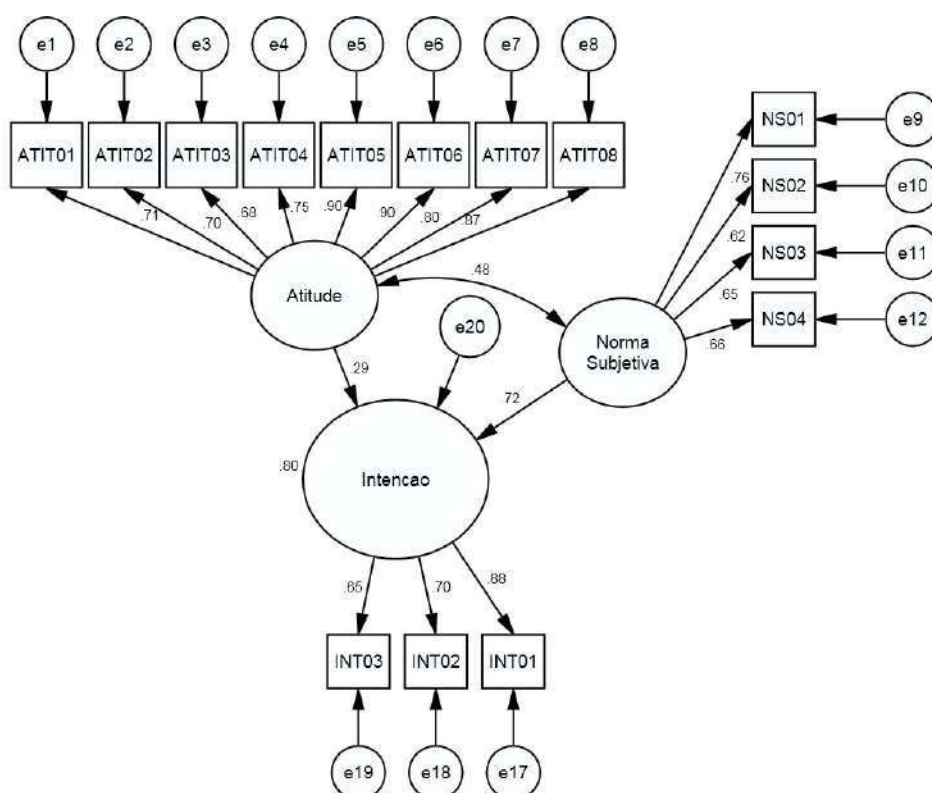 e1 e2 e3 e4 e5 e6 e7 e8
ATIT01 ATIT02 ATIT03 ATIT04 ATIT05 ATIT06 ATIT07 ATIT08
NS01 e9
.71 .70 .68 .75 .90 .90 .80 .87
.76 NS02 e10
.62 NS03 e11
.65 NS04 e12
.66
Atitude
.48
e20
Norma
Subjetiva
.29
.72
.80
Intencao
.65 .70 .88
INT03 INT02 INT01
e19 e18 e17